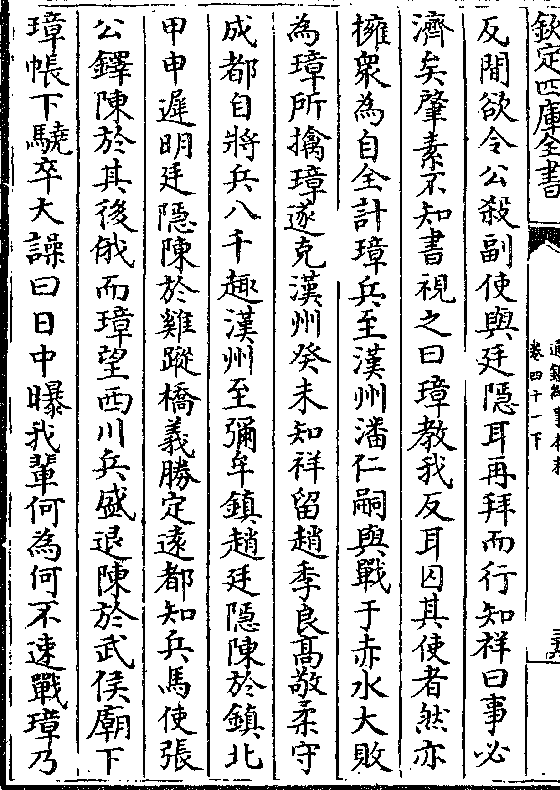 欽定四庫全書
卷四十一下
反間欲令公殺副使與廷隱耳再拜而行知祥曰事必
濟矣肇素不知書視之曰璋教我反耳囚其使者然亦
擁衆為自全計璋兵至漢州潘仁嗣與戰于赤水大敗
為璋所擒璋遂克漢州癸未知祥留趙季良高敬柔守
成都自將兵八千趣漢州至彌牟鎮趙廷隱陳於鎮北
甲申遲明廷隱陳於雞蹤橋義勝定遠都知兵馬使張
公鐸陳於其後俄而璋望西川兵盛退陳於武侯廟下
璋帳下驍卒大譟曰日中曝我軰何為何不速戰璋乃